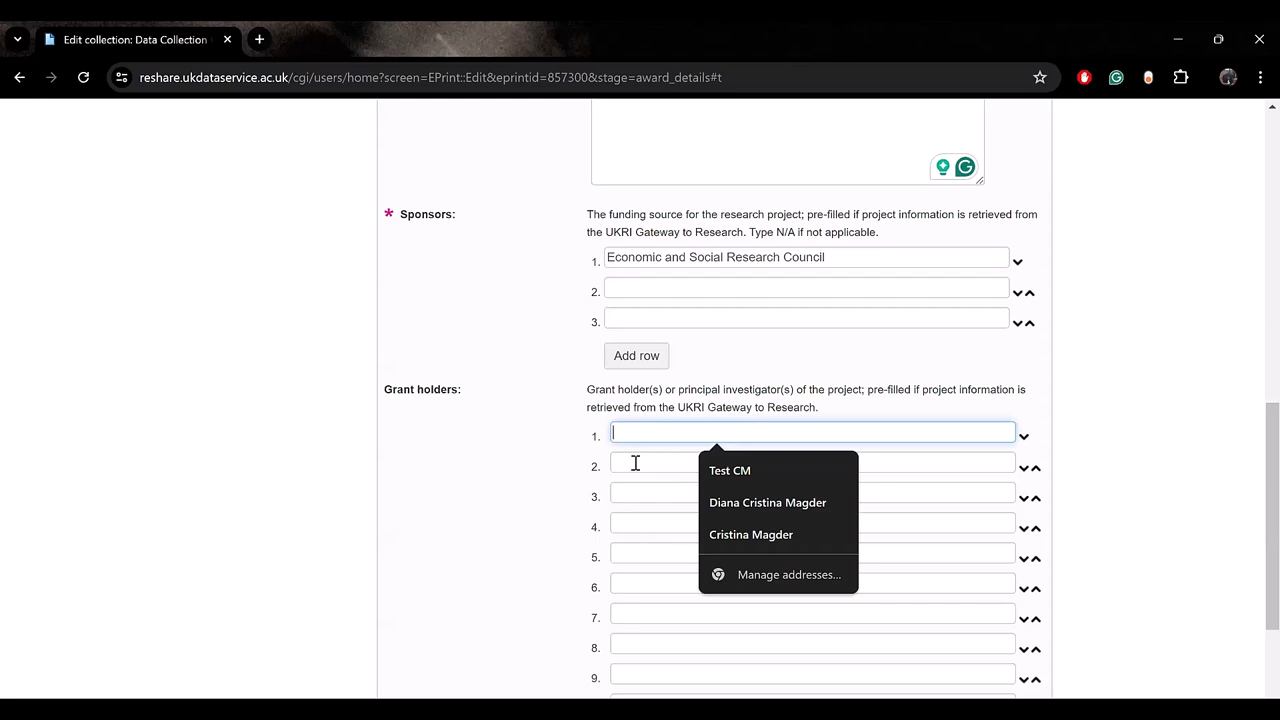 Edit collection: Data Collection
reshare.ukdataservice.ac.uk/cgi/users/home?screen=EPrint::Edit&eprintid=857300&stage=award_details#t
* Sponsors:
The funding source for the research project; pre-filled if project information is retrieved from
the UKRI Gateway to Research. Type N/A if not applicable.
1. Economic and Social Research Council
2.
3.
Add row
Grant holders:
Grant holder(s) or principal investigator(s) of the project; pre-filled if project information is
retrieved from the UKRI Gateway to Research.
1.
2.
Test CM
3.
Diana Cristina Magder
4.
Cristina Magder
5.
Manage addresses...
6.
7.
8.
9.